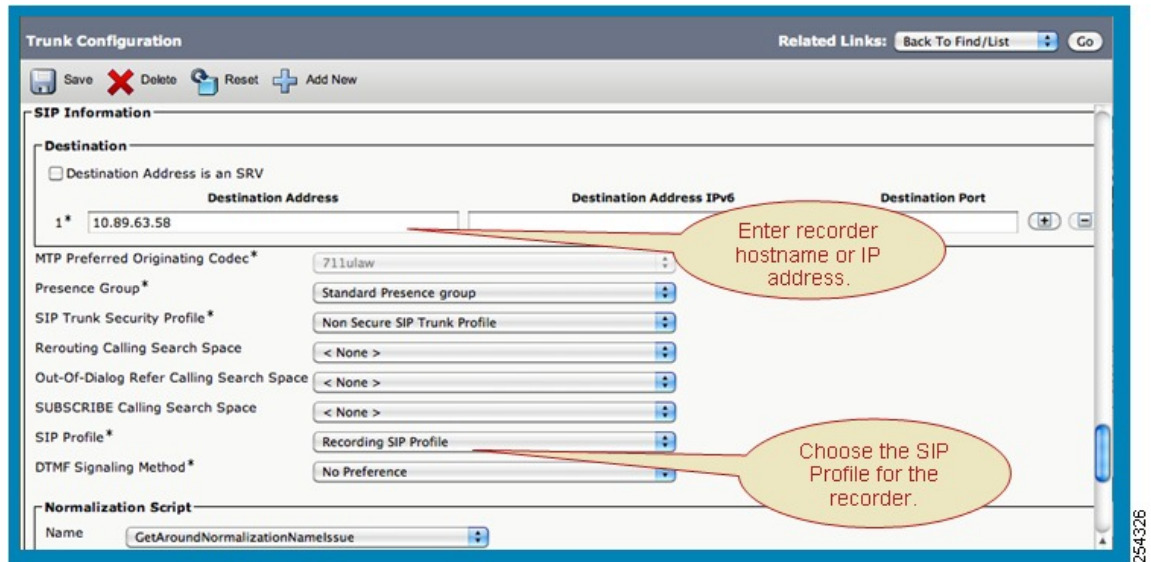 Trunk Configuration
Related Links: Back To Find/List Go
Save Delete Reset Add New
SIP Information
Destination
Destination Address is an SRV
Destination Address Destination Address IPv6 Destination Port
1* 10.89.63.58
Enter recorder
hostname or IP
address.
MTP Preferred Originating Codec* 711ulaw
Presence Group* Standard Presence group
SIP Trunk Security Profile* Non Secure SIP Trunk Profile
Rerouting Calling Search Space < None >
Out-Of-Dialog Refer Calling Search Space < None >
SUBSCRIBE Calling Search Space < None >
SIP Profile* Recording SIP Profile
DTMF Signaling Method* No Preference
Choose the SIP
Profile for the
recorder.
Normalization Script
Name GetAroundNormalizationNameIssue
254326